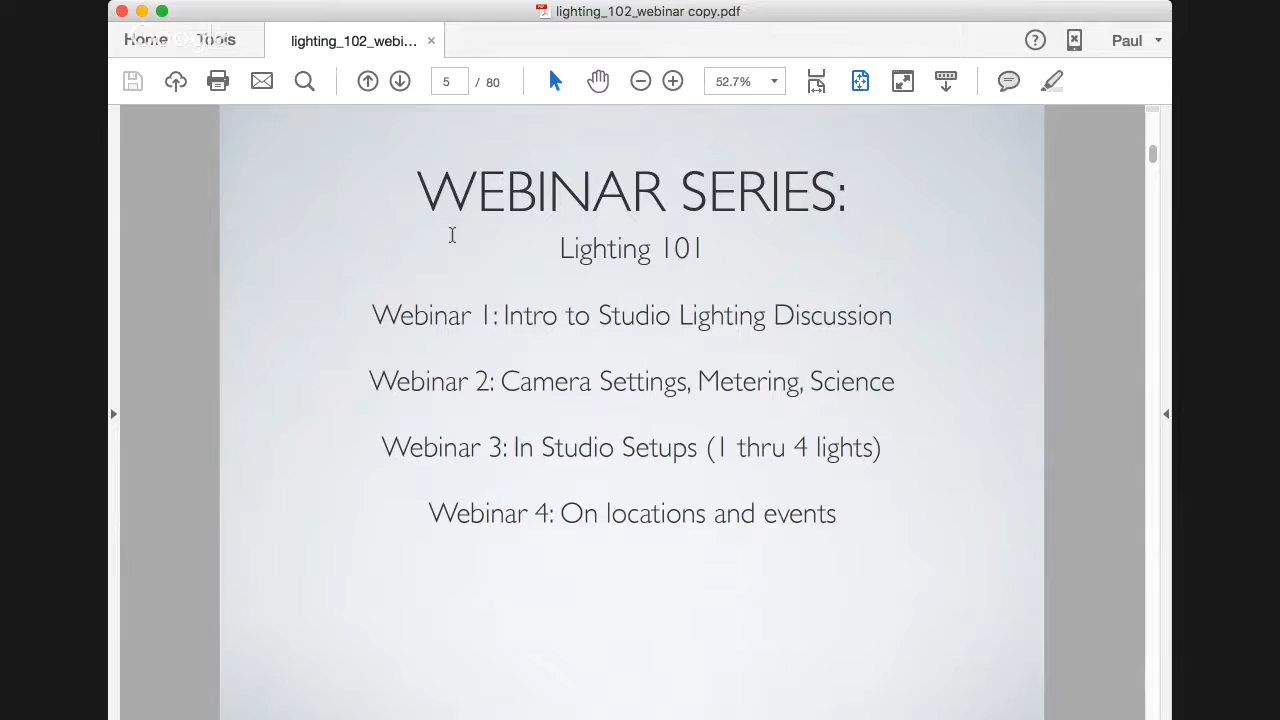 lighting_102_webinar copy.pdf
Home Tools lighting_102_webi... × Paul
5 / 80 52.7%
WEBINAR SERIES:
Lighting 101
Webinar 1: Intro to Studio Lighting Discussion
Webinar 2: Camera Settings, Metering, Science
Webinar 3: In Studio Setups (1 thru 4 lights)
Webinar 4: On locations and events